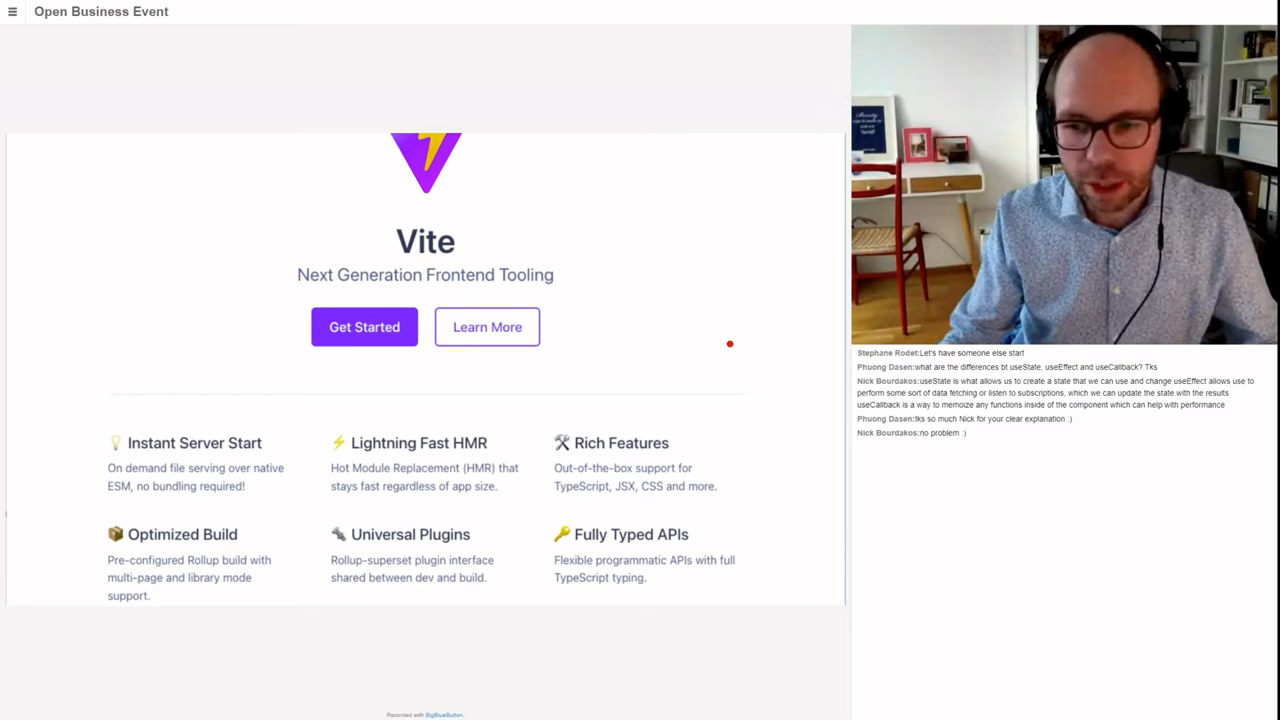 Open Business Event
Vite
Next Generation Frontend Tooling
Get Started
Learn More
💡 Instant Server Start
On demand file serving over native
ESM, no bundling required!
⚡ Lightning Fast HMR
Hot Module Replacement (HMR) that
stays fast regardless of app size.
🛠️ Rich Features
Out-of-the-box support for
TypeScript, JSX, CSS and more.
📦 Optimized Build
Pre-configured Rollup build with
multi-page and library mode
support.
🔩 Universal Plugins
Rollup-superset plugin interface
shared between dev and build.
🔑 Fully Typed APIs
Flexible programmatic APIs with full
TypeScript typing.
Stephane Rodet:Let's have someone else start
Phuong Dasen:what are the differences bt useState, useEffect and useCallback? Tks
Nick Bourdakos:useState is what allows us to create a state that we can use and change useEffect allows use to
perform some sort of data fetching or listen to subscriptions, which we can update the state with the results
useCallback is a way to memoize any functions inside of the component which can help with performance
Phuong Dasen:tks so much Nick for your clear explanation :)
Nick Bourdakos:no problem :)
Recorded with BigBlueButton.